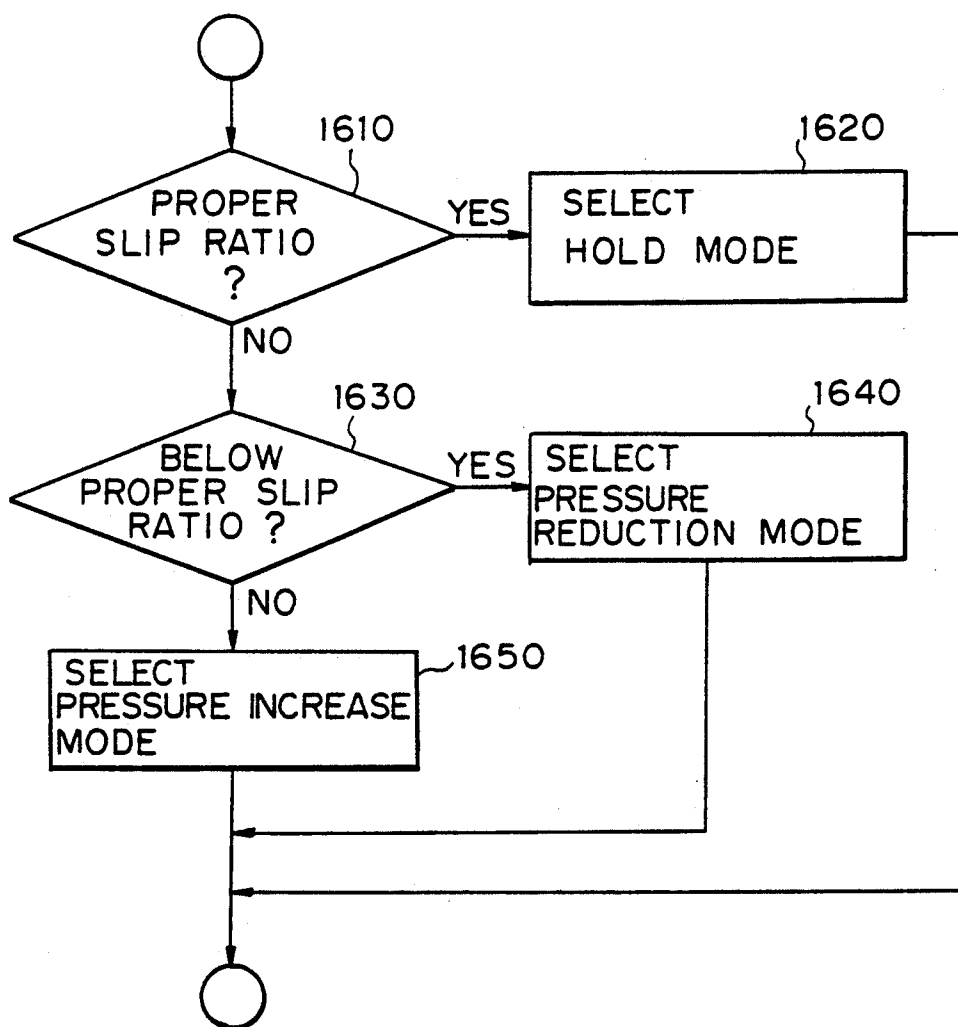 1610
PROPER
SLIP RATIO
?
YES
1620
SELECT
HOLD MODE
NO
1630
BELOW
PROPER SLIP
RATIO ?
YES
1640
SELECT
PRESSURE
REDUCTION MODE
NO
1650
SELECT
PRESSURE INCREASE
MODE